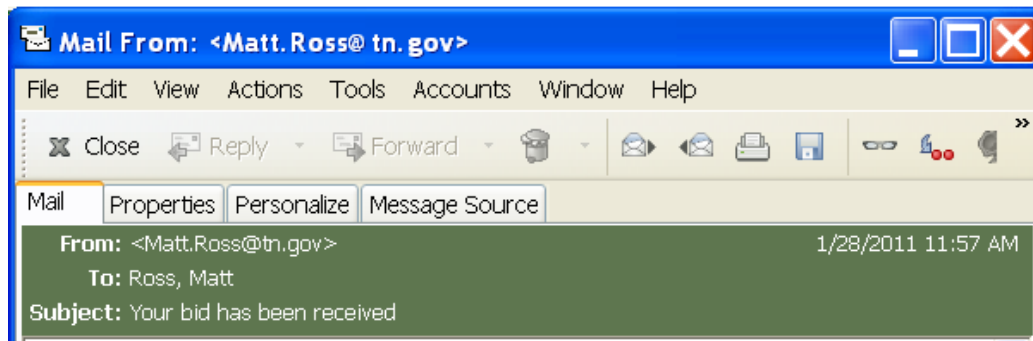 Mail From: <Matt.Ross@ tn. gov>
File Edit View Actions Tools Accounts Window Help
Close Reply Forward »
Mail Properties Personalize Message Source
From: <Matt.Ross@tn.gov> 1/28/2011 11:57 AM
To: Ross, Matt
Subject: Your bid has been received